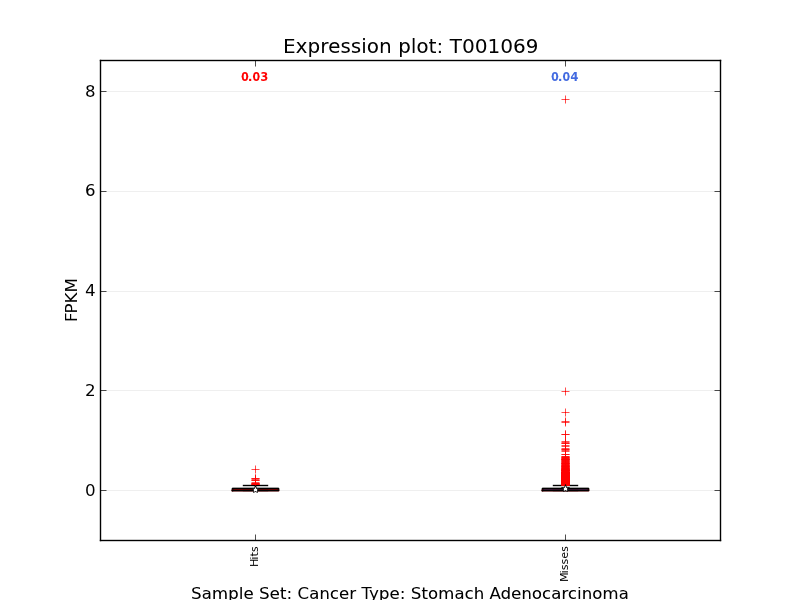 Expression plot: T001069
0.03
0.04
8
6
4
2
0
FPKM
Hits
Misses
Sample Set: Cancer Type: Stomach Adenocarcinoma